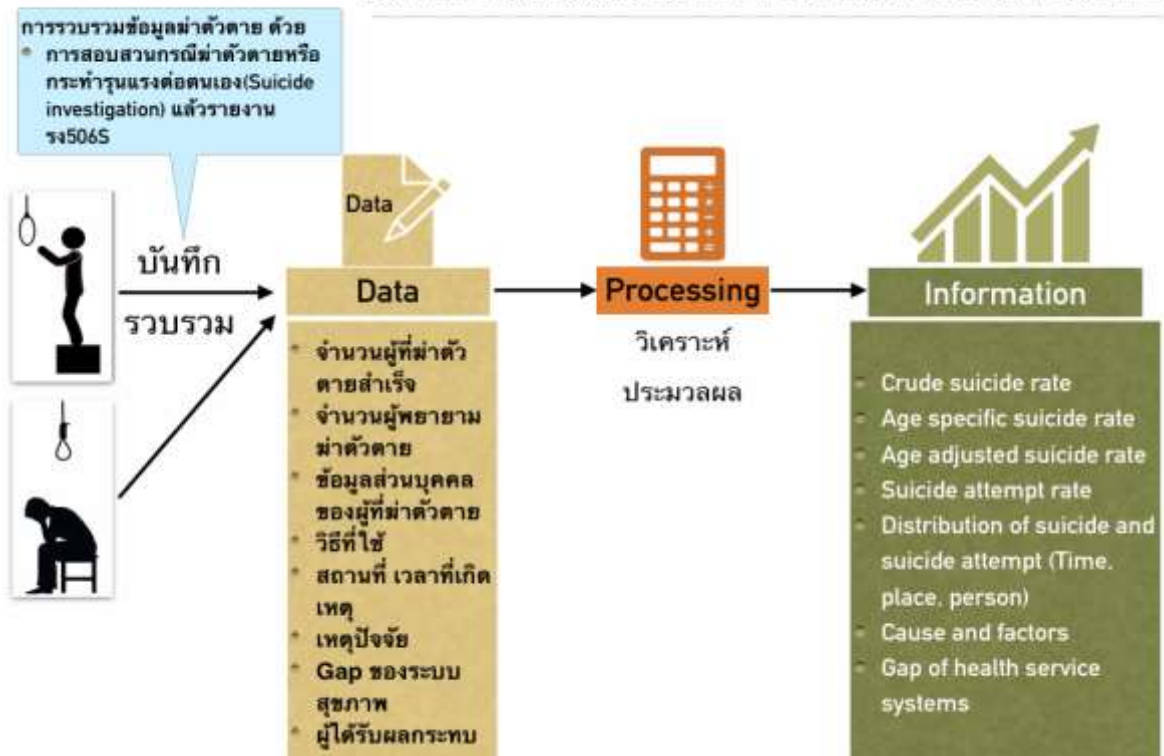 การรวบรวมข้อมูลฆ่าตัวตาย ด้วย
การสอบสวนกรณีฆ่าตัวตายหรือ
กระทำรุนแรงต่อตนเอง(Suicide
investigation) แล้วรายงาน
รง506S
บันทึก
รวบรวม
Data
Data
จำนวนผู้ที่ฆ่าตัว
ตายสำเร็จ
จำนวนผู้พยายาม
ฆ่าตัวตาย
ข้อมูลส่วนบุคคล
ของผู้ที่ฆ่าตัวตาย
วิธีที่ใช้
สถานที่ เวลาที่เกิด
เหตุ
เหตุปัจจัย
Gap ของระบบ
สุขภาพ
ผู้ได้รับผลกระทบ
Processing
วิเคราะห์
ประมวลผล
Information
Crude suicide rate
Age specific suicide rate
Age adjusted suicide rate
Suicide attempt rate
Distribution of suicide and
suicide attempt (Time,
place, person)
Cause and factors
Gap of health service
systems